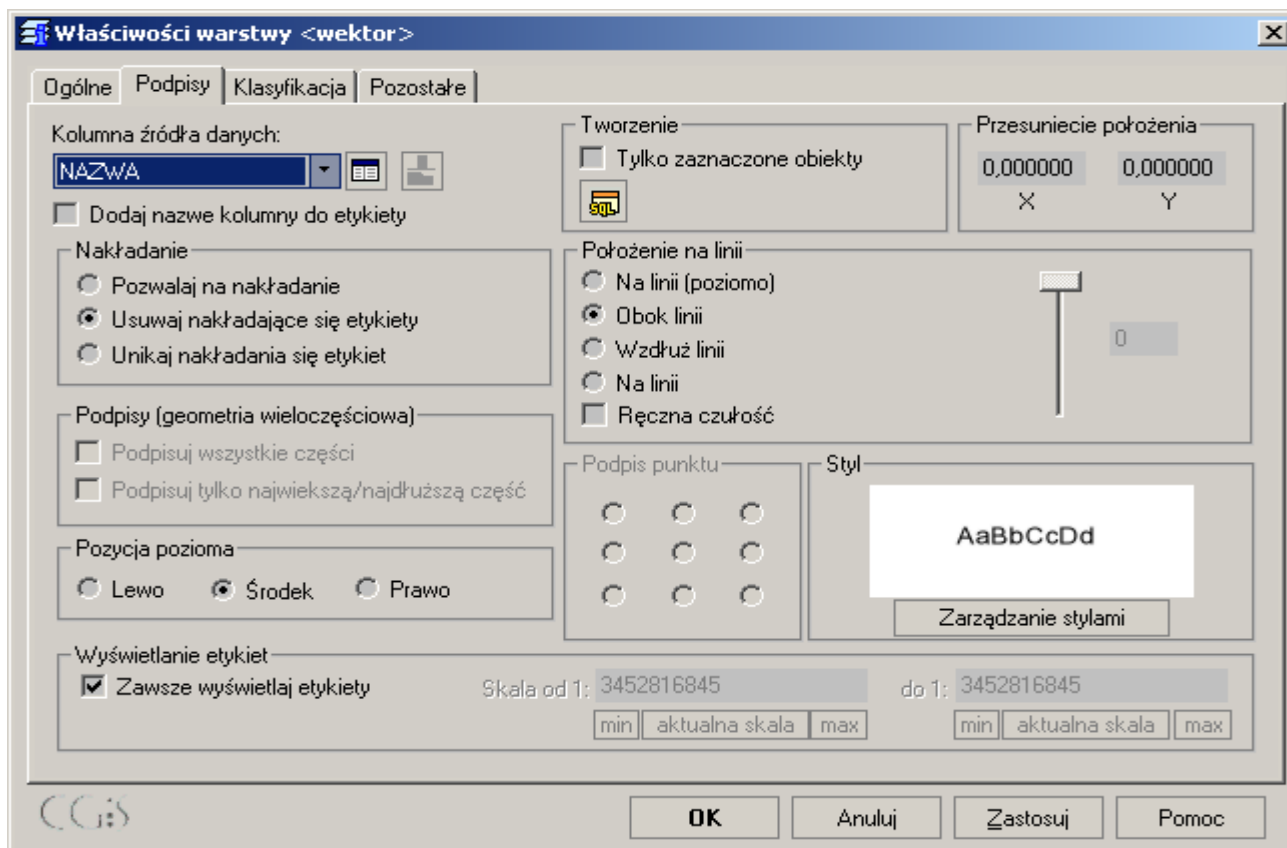 Właściwości warstwy <wektor>
Ogólne
Podpisy
Klasyfikacja
Pozostałe
Kolumna źródła danych:
NAZWA
Dodaj nazwe kolumny do etykiety
Tworzenie
Tylko zaznaczone obiekty
SQL
Przesuniecie położenia
0,000000 0,000000
X Y
Nakładanie
Pozwalaj na nakładanie
Usuwaj nakładające się etykiety
Unikaj nakładania się etykiet
Położenie na linii
Na linii (poziomo)
Obok linii
Wzdłuż linii
Na linii
Ręczna czułość
0
Podpisy (geometria wieloczęściowa)
Podpisuj wszystkie części
Podpisuj tylko najwiekszą/najdłuższą część
Podpis punktu
Styl
AaBbCcDd
Zarządzanie stylami
Pozycja pozioma
Lewo Środek Prawo
Wyświetlanie etykiet
Zawsze wyświetlaj etykiety
Skala od 1: 3452816845 do 1: 3452816845
min aktualna skala max min aktualna skala max
CGiS
OK Anuluj Zastosuj Pomoc